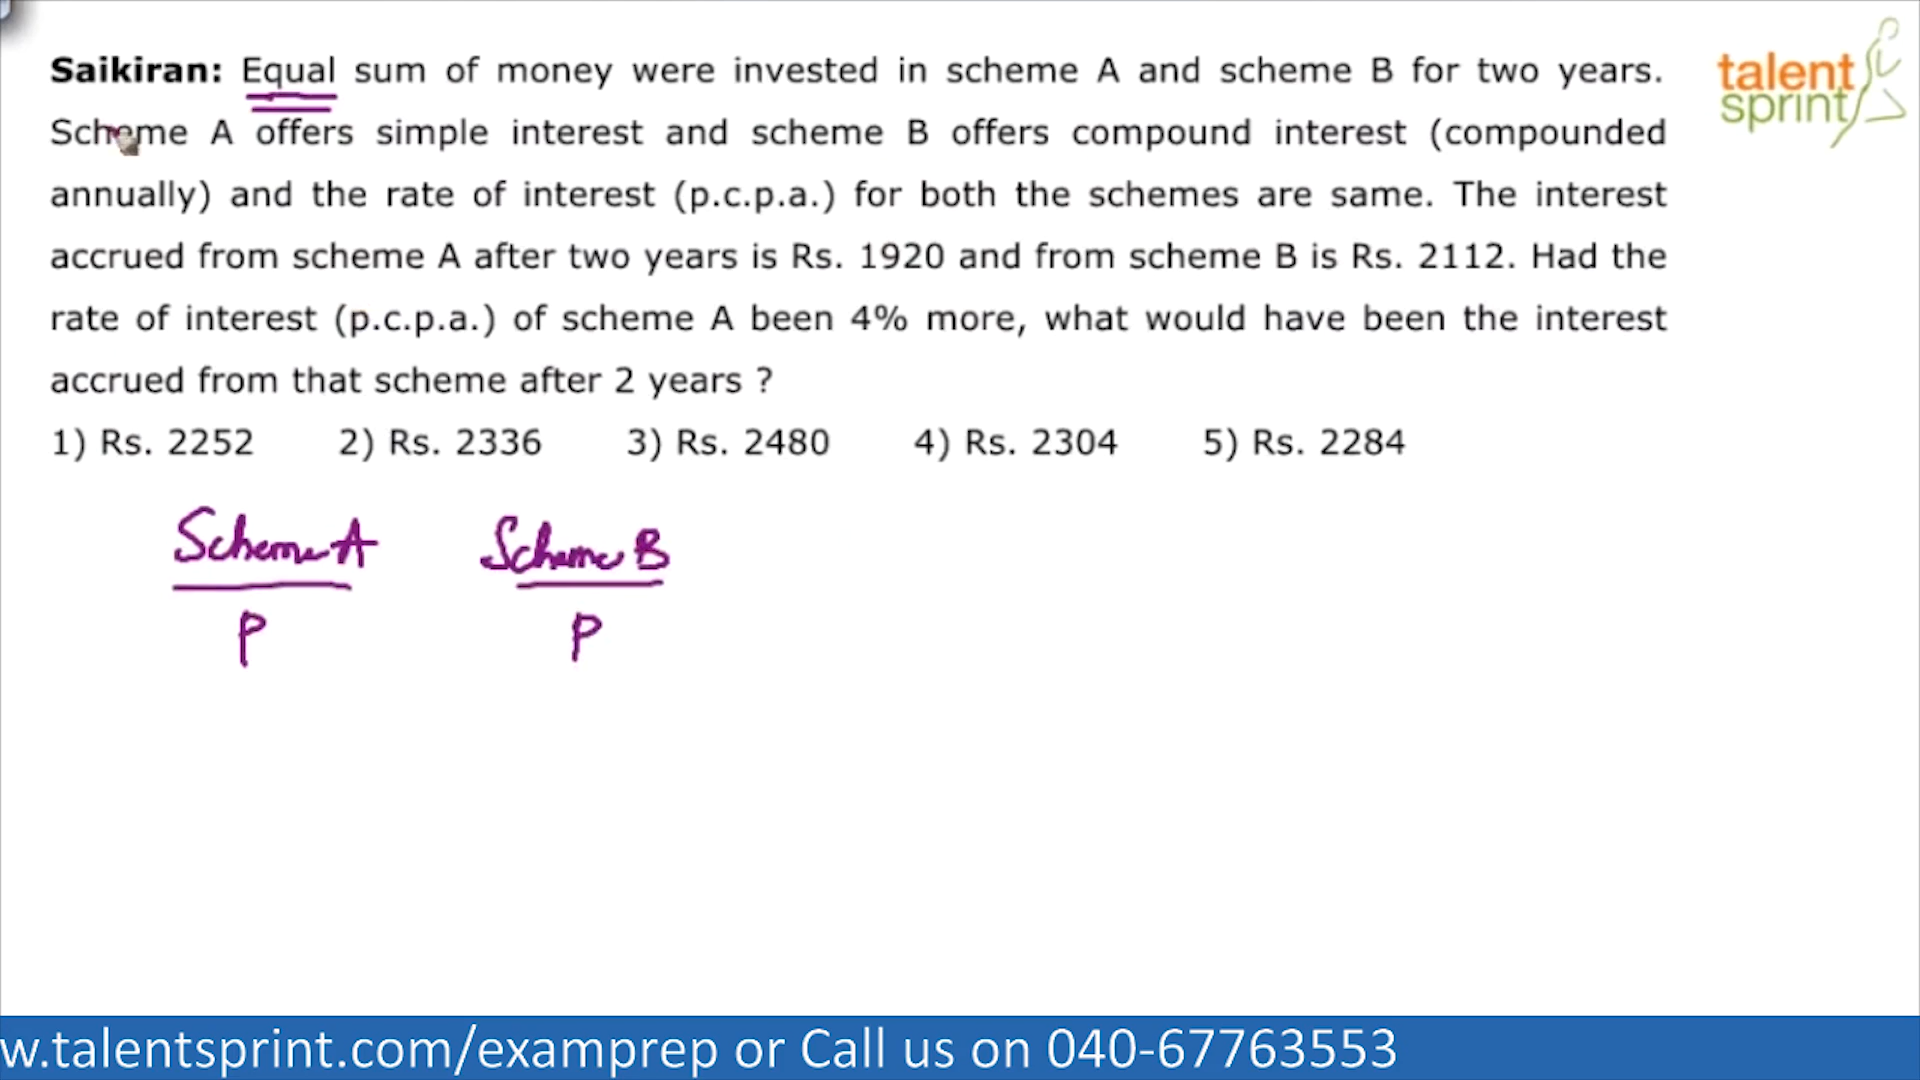 Saikiran: Equal sum of money were invested in scheme A and scheme B for two years.
Scheme A offers simple interest and scheme B offers compound interest (compounded
annually) and the rate of interest (p.c.p.a.) for both the schemes are same. The interest
accrued from scheme A after two years is Rs. 1920 and from scheme B is Rs. 2112. Had the
rate of interest (p.c.p.a.) of scheme A been 4% more, what would have been the interest
accrued from that scheme after 2 years ?
1) Rs. 2252 2) Rs. 2336 3) Rs. 2480 4) Rs. 2304 5) Rs. 2284
talent
sprint
Scheme A Scheme B
P P
w.talentsprint.com/examprep or Call us on 040-67763553